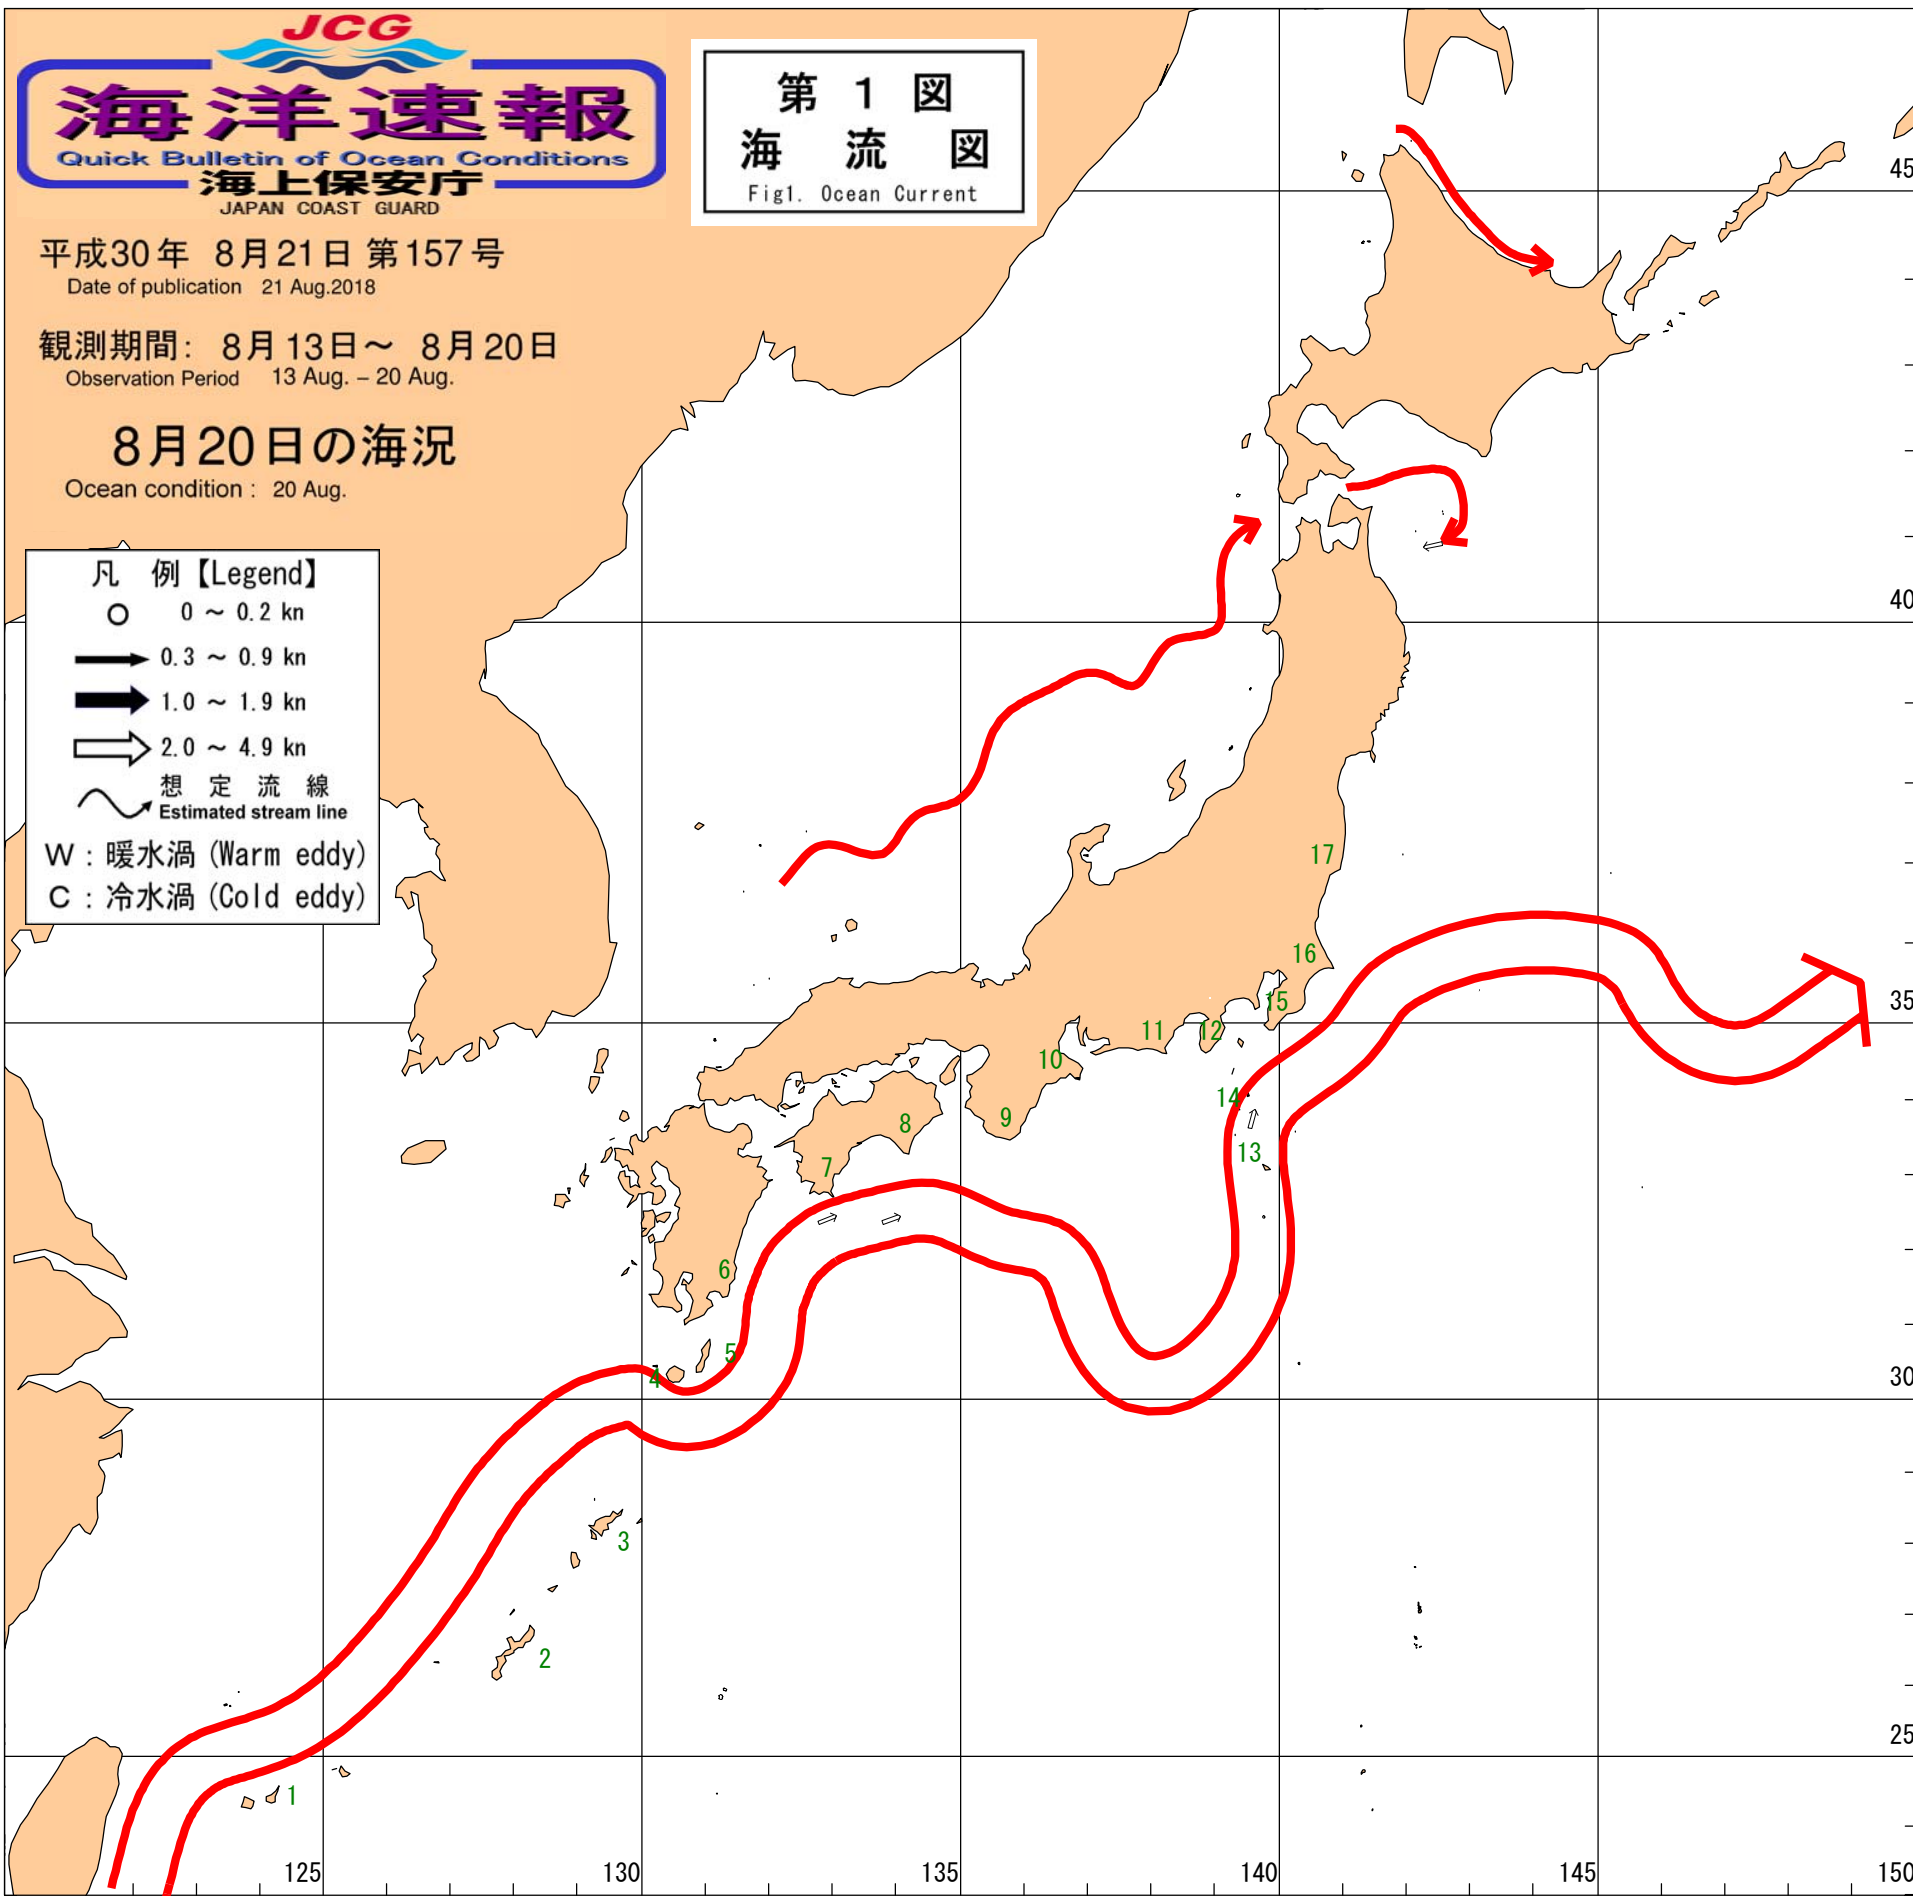 JCG
海洋速報
Quick Bulletin of Ocean Conditions
海上保安庁
JAPAN COAST GUARD
第 1 図
海 流 図
Fig1. Ocean Current
平成30年 8月21日 第157号
Date of publication 21 Aug.2018
観測期間: 8月13日～ 8月20日
Observation Period 13 Aug. – 20 Aug.
8月20日の海況
Ocean condition : 20 Aug.
凡 例【Legend】
0 ～ 0.2 kn
0.3 ～ 0.9 kn
1.0 ～ 1.9 kn
2.0 ～ 4.9 kn
想 定 流 線
Estimated stream line
W : 暖水渦 (Warm eddy)
C : 冷水渦 (Cold eddy)
45
40
17
16
35
15
11
12
10
14
9
8
13
7
6
5
4
30
3
2
25
1
125
130
135
140
145
150